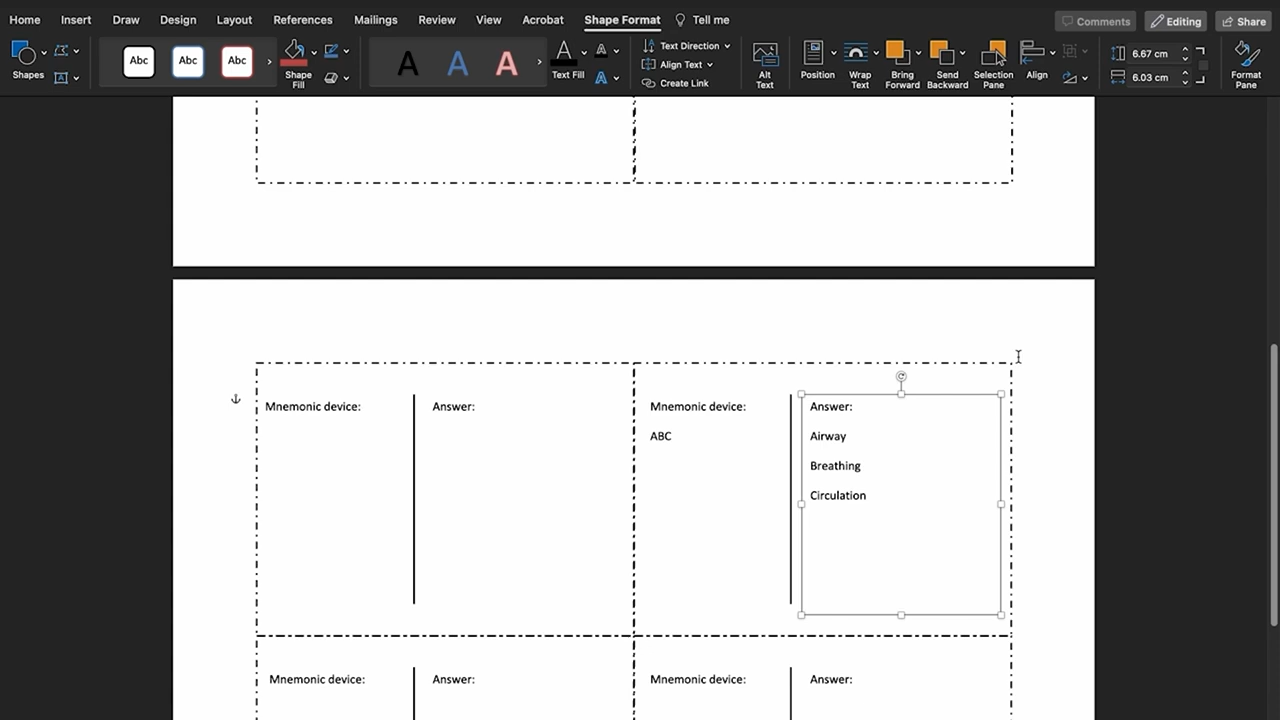 Home Insert Draw Design Layout References Mailings Review View Acrobat Shape Format Tell me Comments Editing Share
Abc Abc Abc A A A A A A
Text Direction
Align Text
Create Link
6.67 cm
6.03 cm
Shapes Shape Fill Text Fill Alt Text Position Wrap Text Bring Forward Send Backward Selection Pane Align Format Pane
Mnemonic device: Answer: Mnemonic device: Answer:
ABC Airway
Breathing
Circulation
Mnemonic device: Answer: Mnemonic device: Answer: